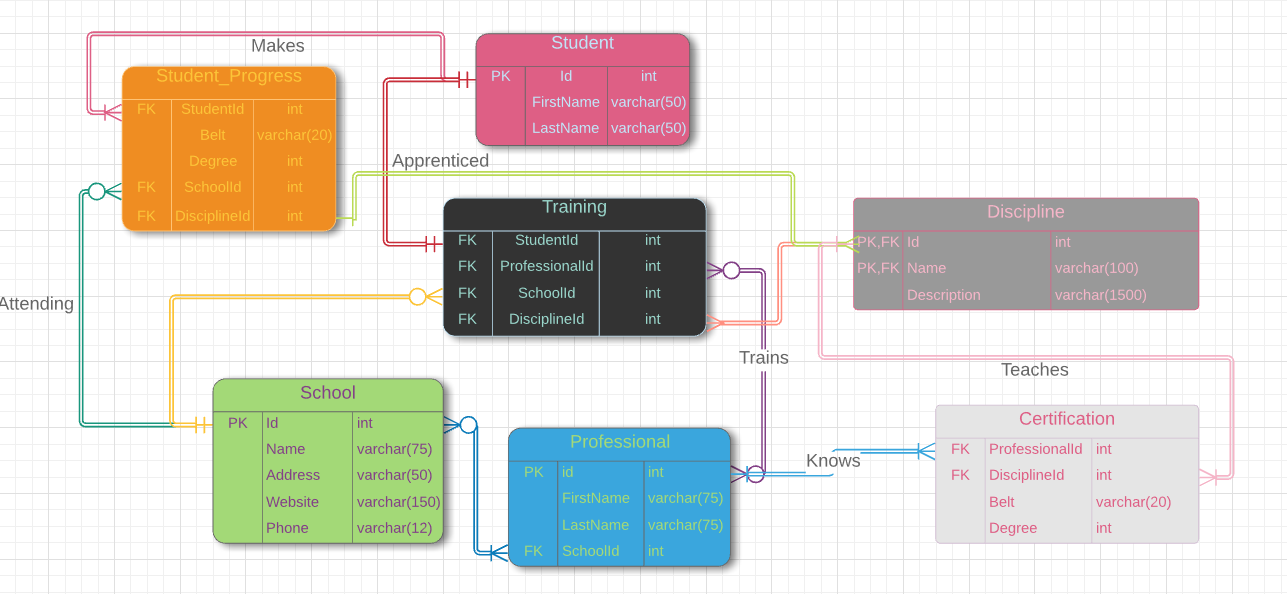 Makes
Student
PK Id int
FirstName varchar(50)
LastName varchar(50)
Student_Progress
FK StudentId int
Belt varchar(20)
Degree int
FK SchoolId int
FK DisciplineId int
Apprenticed
Training
FK StudentId int
FK ProfessionalId int
FK SchoolId int
FK DisciplineId int
Discipline
PK,FK Id int
PK,FK Name varchar(100)
Description varchar(1500)
Attending
Trains
Teaches
School
PK Id int
Name varchar(75)
Address varchar(50)
Website varchar(150)
Phone varchar(12)
Professional
PK id int
FirstName varchar(75)
LastName varchar(75)
FK SchoolId int
Knows
Certification
FK ProfessionalId int
FK DisciplineId int
Belt varchar(20)
Degree int